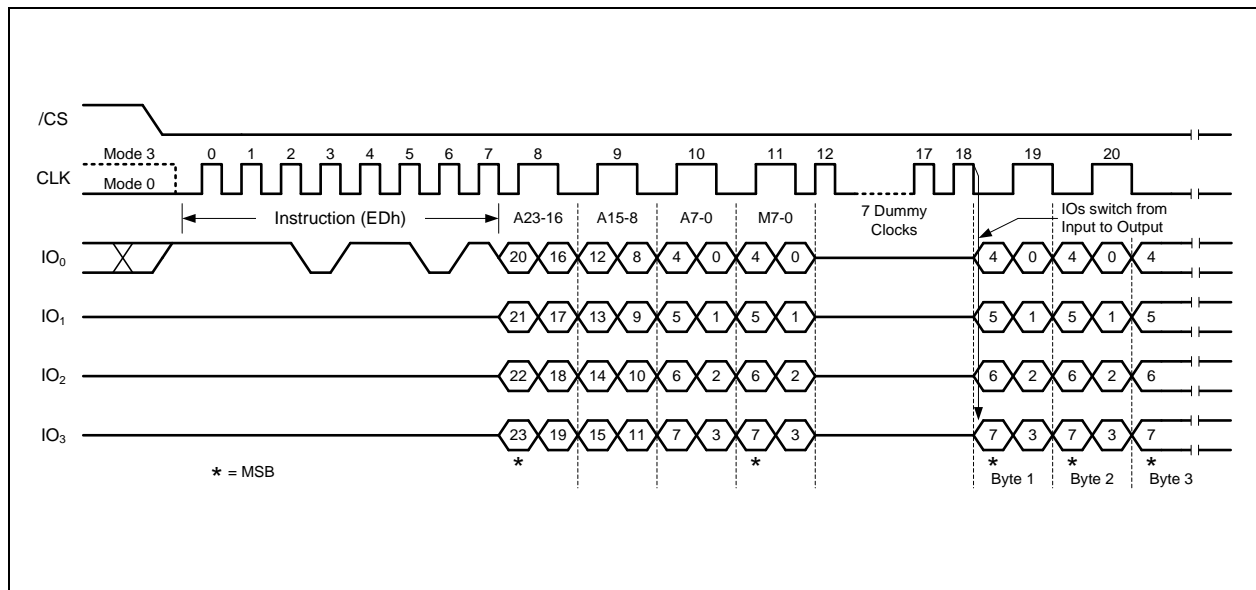 /CS
Mode 3
0 1 2 3 4 5 6 7 8 9 10 11 12 17 18 19 20
CLK
Mode 0
Instruction (EDh)
A23-16 A15-8 A7-0 M7-0
7 Dummy
Clocks
IOs switch from
Input to Output
IO₀ 20 16 12 8 4 0 4 0 4 0 4 0 4
IO₁ 21 17 13 9 5 1 5 1 5 1 5 1 5
IO₂ 22 18 14 10 6 2 6 2 6 2 6 2 6
IO₃ 23 19 15 11 7 3 7 3 7 3 7 3 7
* * * * *
* = MSB
Byte 1 Byte 2 Byte 3